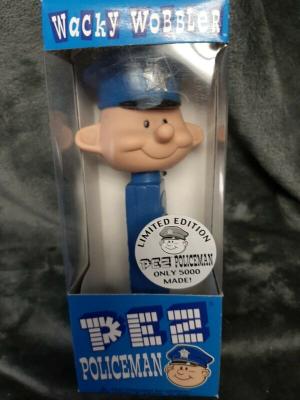 Wacky Wobbler
LIMITED EDITION
PEZ POLICEMAN
ONLY 5000
MADE!
PEZ
POLICEMAN